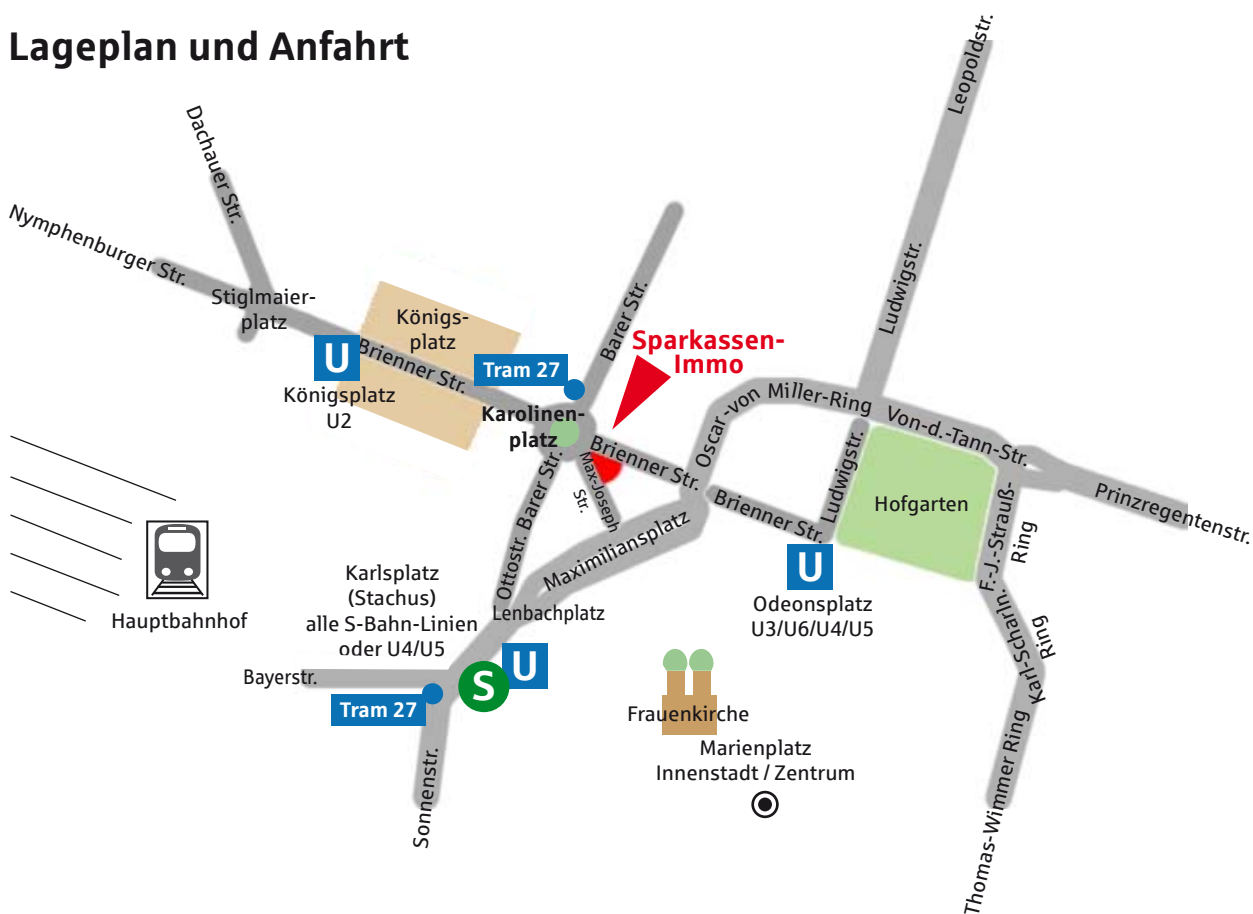 Lageplan und Anfahrt
Leopoldstr.
Dachauer Str.
Nymphenburger Str.
Stiglmaier-
platz
Königs-
platz
Barer Str.
Ludwigstr.
Sparkassen-
Immo
U
Brienner Str.
Tram 27
Königsplatz
U2
Karolinen-
platz
Oscar-von
Miller-Ring
Von-d.-Tann-Str.
Brienner Str.
Max-Joseph
Str.
Barer Str.
Ottostr.
Maximiliansplatz
Brienner Str.
Ludwigstr.
Hofgarten
F.-J.-Strauß-
Ring
Prinzregentenstr.
Hauptbahnhof
Karlsplatz
(Stachus)
alle S-Bahn-Linien
oder U4/U5
Lenbachplatz
U
Odeonsplatz
U3/U6/U4/U5
Karl-Scharln.
Ring
Bayerstr.
S
U
Tram 27
Sonnenstr.
Frauenkirche
Marienplatz
Innenstadt / Zentrum
Thomas-Wimmer Ring